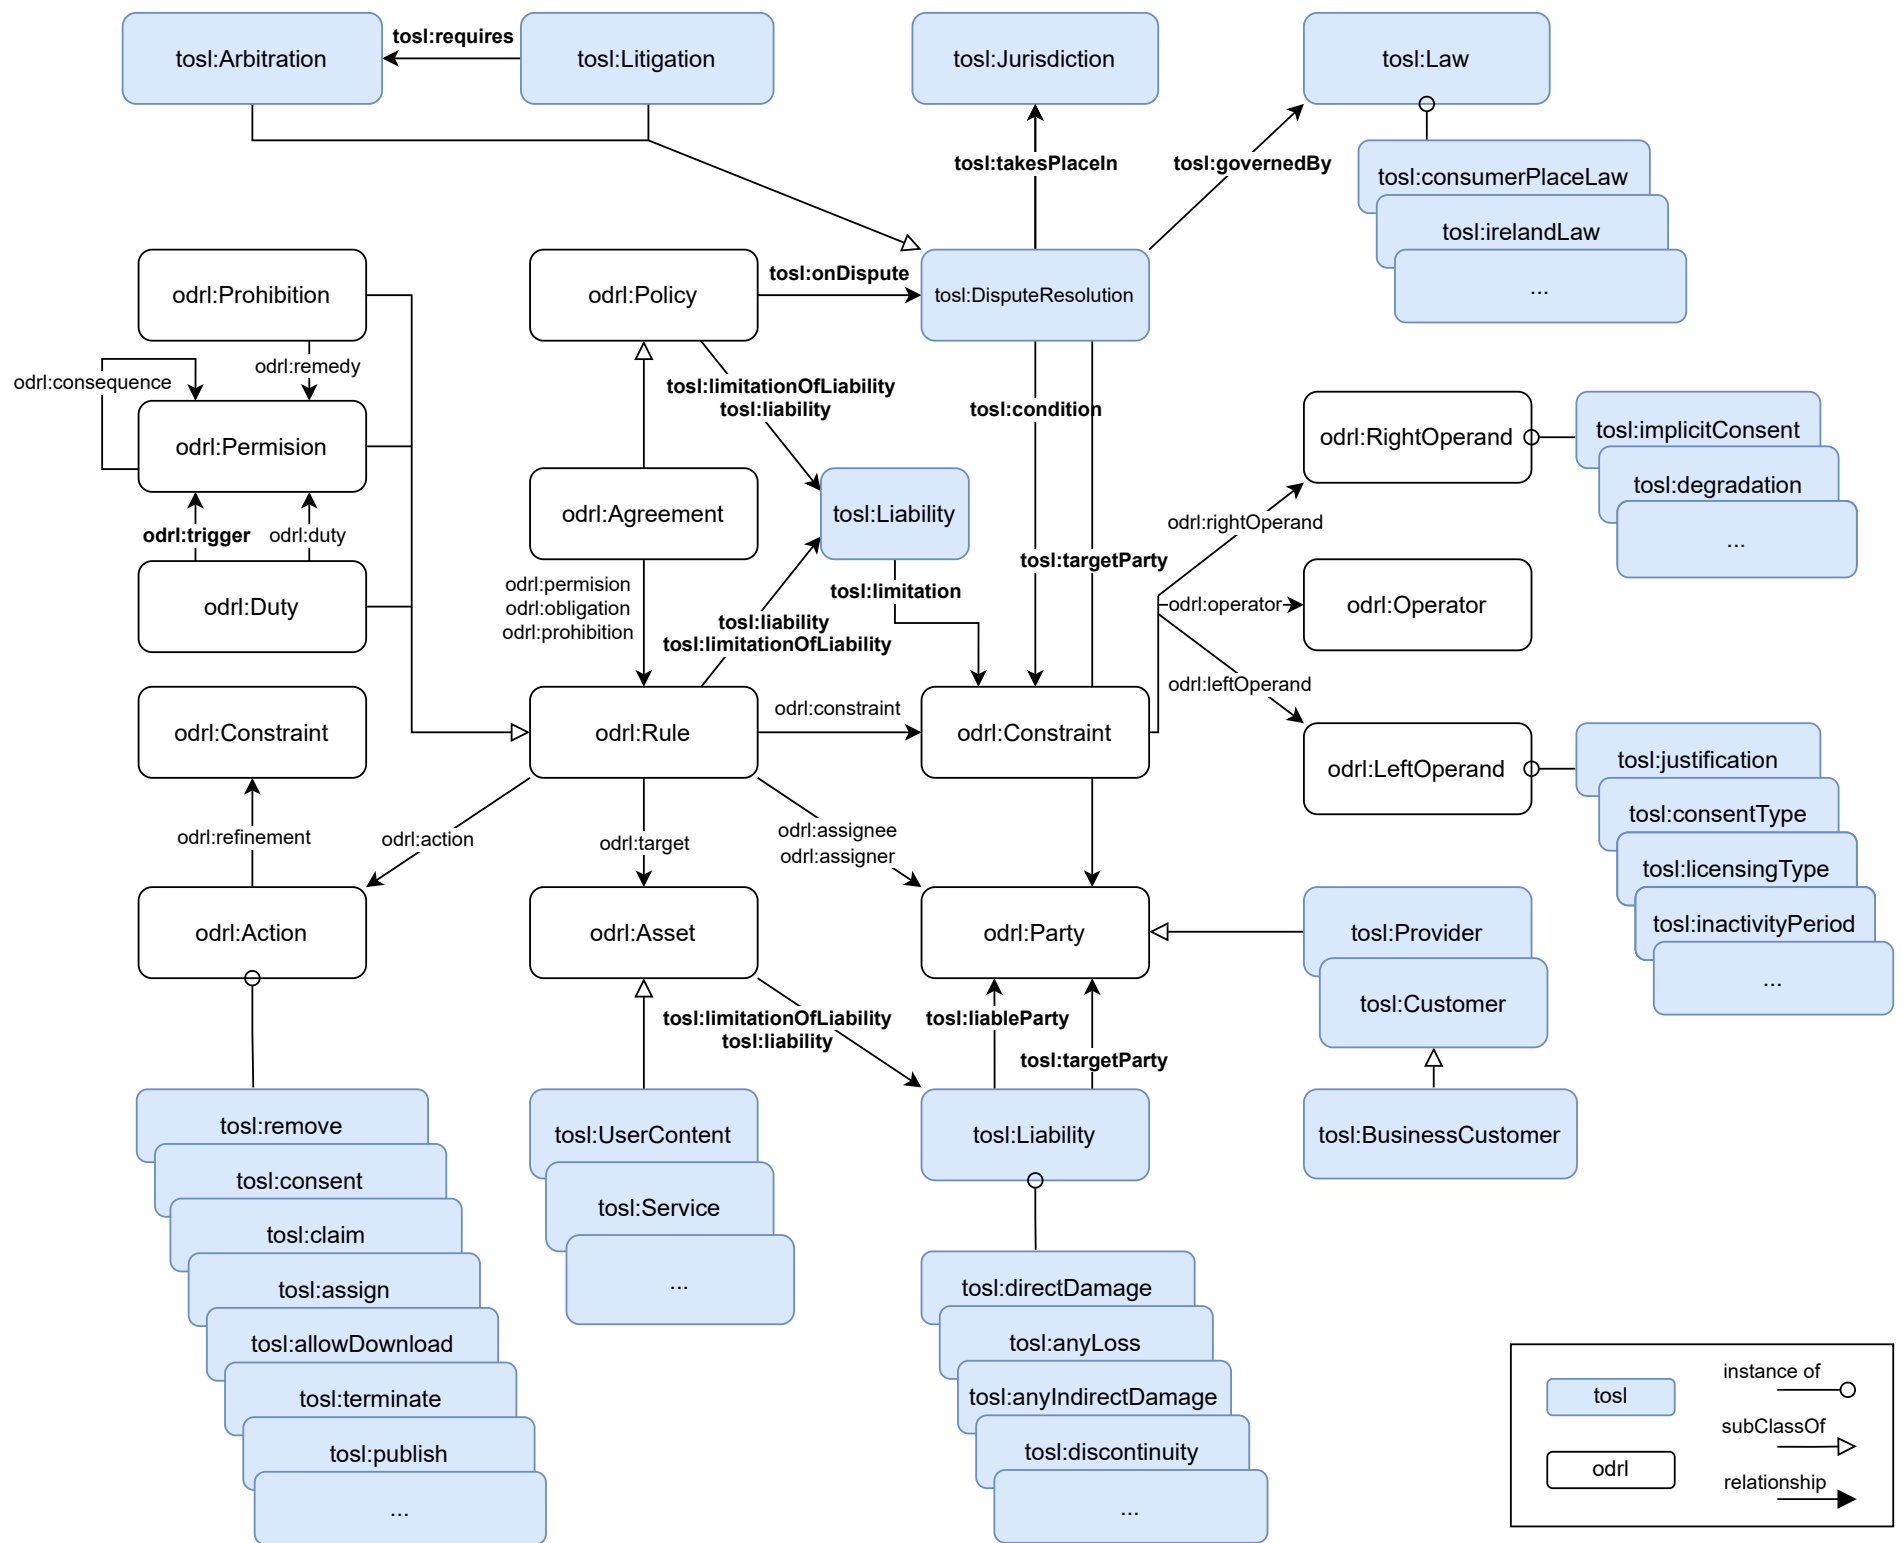 tosl:Arbitration
tosl:requires
tosl:Litigation
tosl:Jurisdiction
tosl:Law
tosl:takesPlaceIn
tosl:governedBy
tosl:consumerPlaceLaw
tosl:irelandLaw
...
odrl:Prohibition
odrl:Policy
tosl:onDispute
tosl:DisputeResolution
odrl:consequence
odrl:remedy
tosl:limitationOfLiability
tosl:liability
tosl:condition
odrl:Permision
odrl:RightOperand
tosl:implicitConsent
tosl:degradation
...
odrl:trigger
odrl:duty
odrl:Agreement
tosl:Liability
odrl:rightOperand
tosl:targetParty
odrl:Duty
odrl:permision
odrl:obligation
odrl:prohibition
tosl:limitation
tosl:liability
tosl:limitationOfLiability
odrl:operator
odrl:Operator
odrl:leftOperand
odrl:Constraint
odrl:Rule
odrl:constraint
odrl:Constraint
odrl:LeftOperand
tosl:justification
tosl:consentType
tosl:licensingType
tosl:inactivityPeriod
...
odrl:refinement
odrl:action
odrl:target
odrl:assignee
odrl:assigner
odrl:Action
odrl:Asset
odrl:Party
tosl:Provider
tosl:Customer
tosl:limitationOfLiability
tosl:liability
tosl:liableParty
tosl:targetParty
tosl:remove
tosl:consent
tosl:claim
tosl:assign
tosl:allowDownload
tosl:terminate
tosl:publish
...
tosl:UserContent
tosl:Service
...
tosl:Liability
tosl:BusinessCustomer
tosl:directDamage
tosl:anyLoss
tosl:anyIndirectDamage
tosl:discontinuity
...
tosl
odrl
instance of
subClassOf
relationship